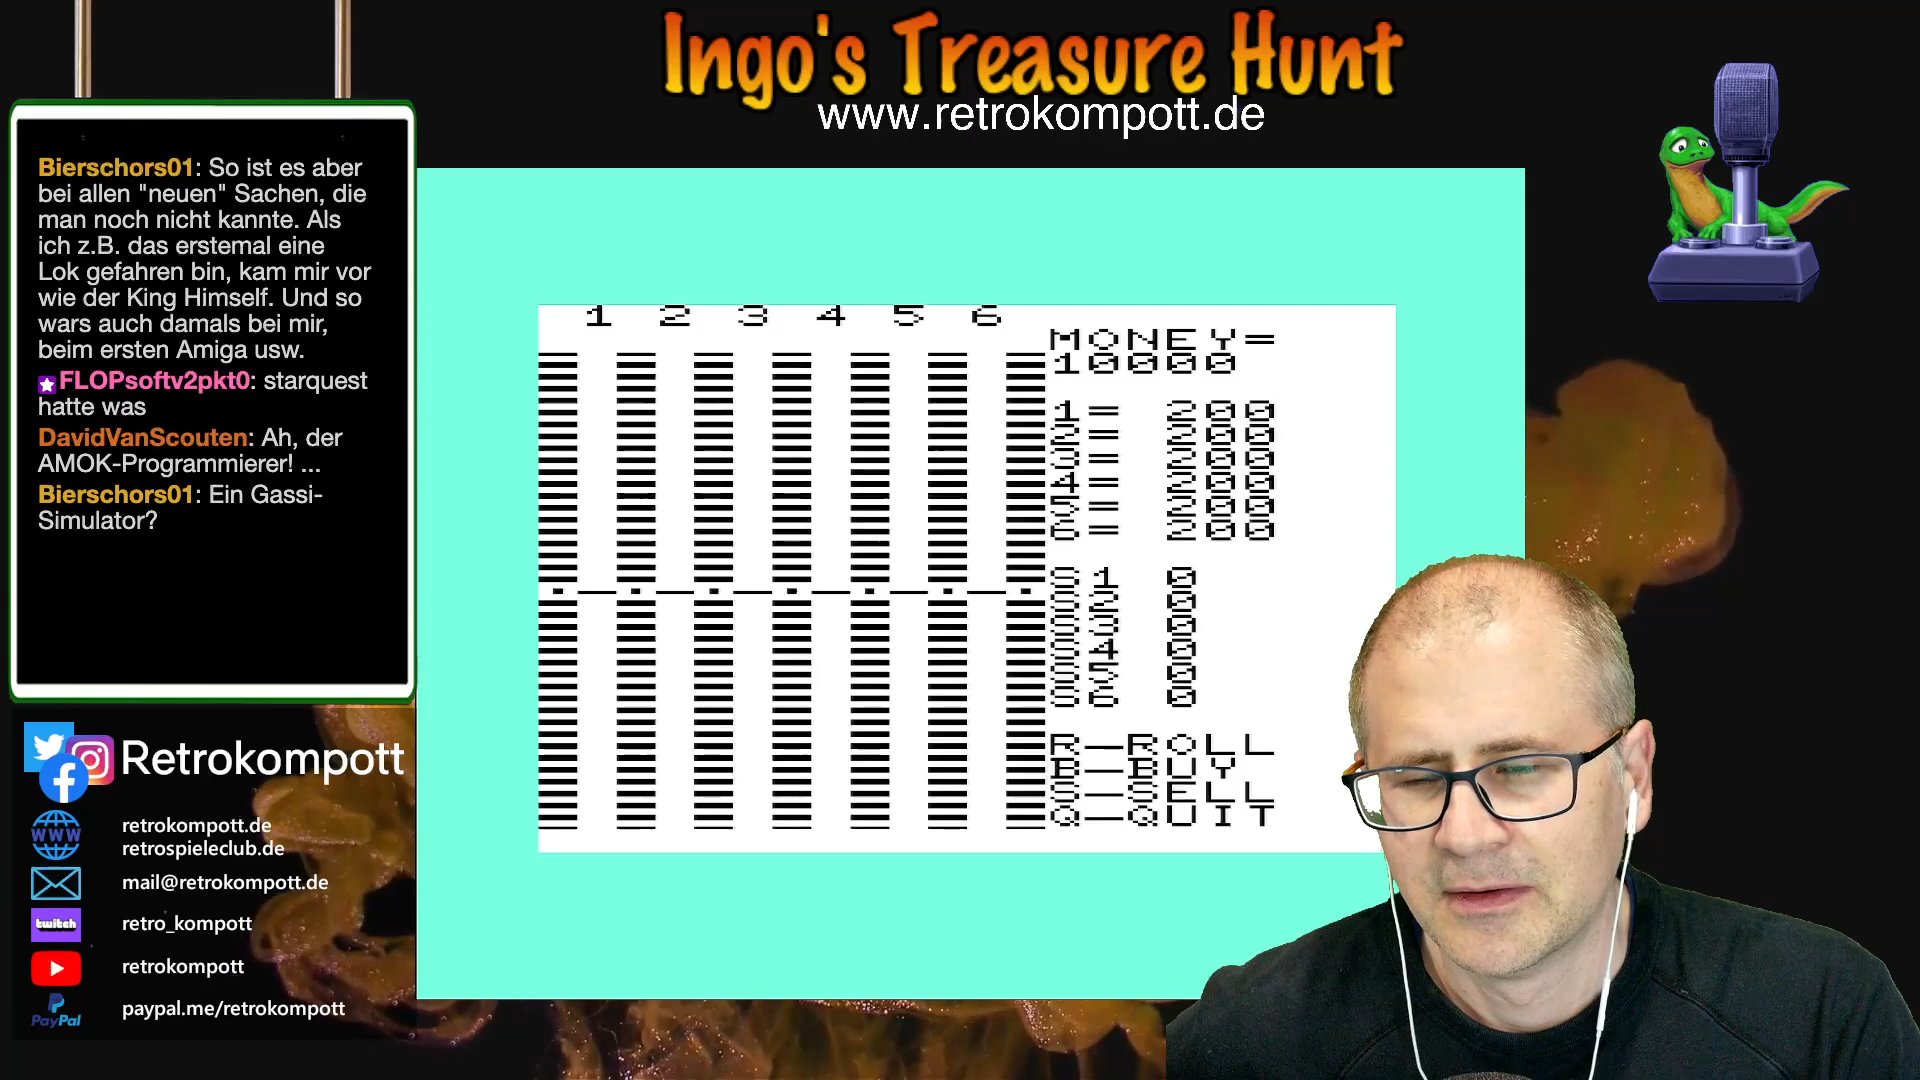 Ingo's Treasure Hunt
www.retrokompott.de
Bierschors01: So ist es aber
bei allen "neuen" Sachen, die
man noch nicht kannte. Als
ich z.B. das erstemal eine
Lok gefahren bin, kam mir vor
wie der King Himself. Und so
wars auch damals bei mir,
beim ersten Amiga usw.
FLOPsoftv2pkt0: starquest
hatte was
DavidVanScouten: Ah, der
AMOK-Programmierer! ...
Bierschors01: Ein Gassi-
Simulator?
1 2 3 4 5 6
MONEY=
10000
1= 200
2= 200
3= 200
4= 200
5= 200
6= 200
S1 0
S2 0
S3 0
S4 0
S5 0
S6 0
R-ROLL
B-BUY
S-SELL
Q-QUIT
Retrokompott
www
retrokompott.de
retrospieleclub.de
mail@retrokompott.de
twitch
retro_kompott
retrokompott
PayPal
paypal.me/retrokompott